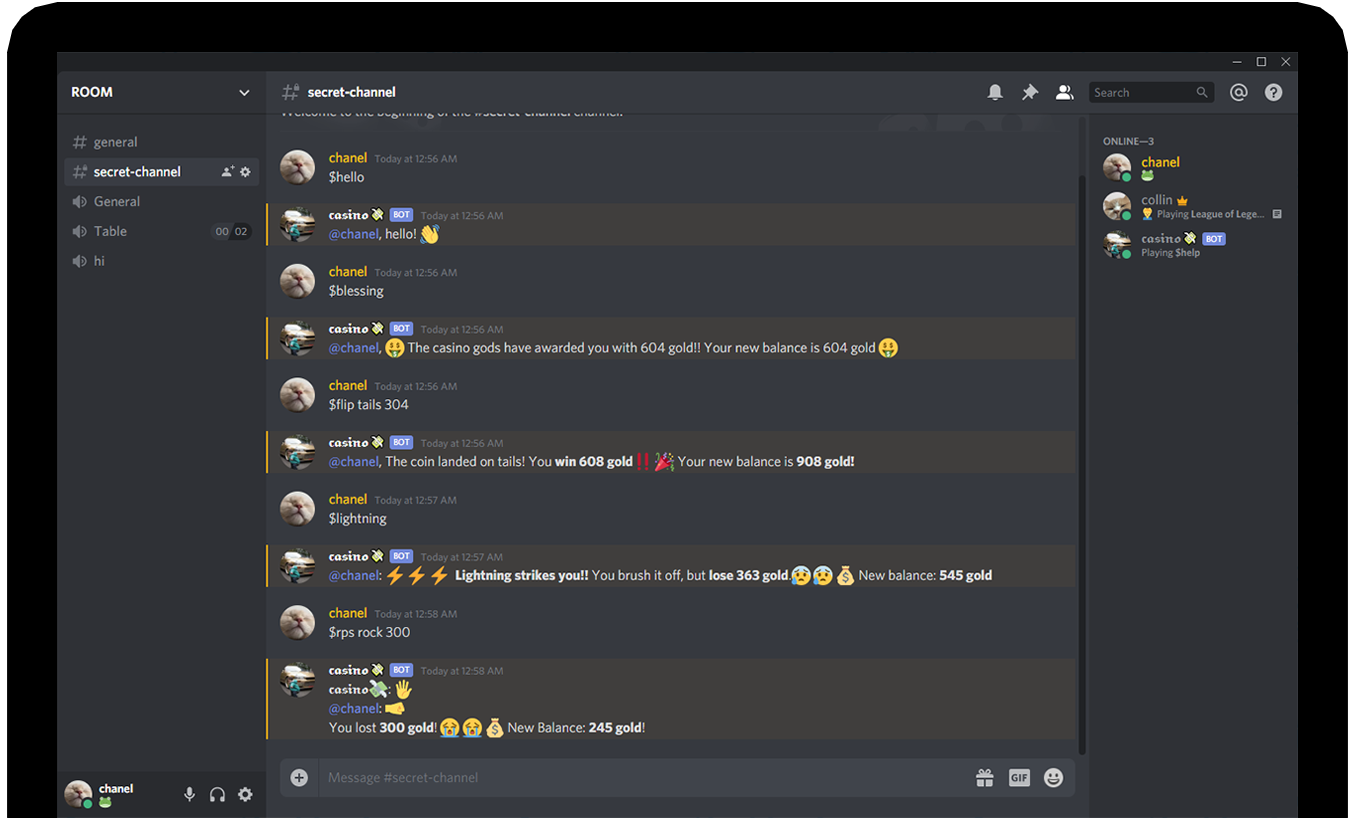 ROOM
# secret-channel
Search
Welcome to the beginning of the #secret-channel channel.
# general
secret-channel
General
Table 00 02
hi
chanel Today at 12:56 AM
$hello
casino💸 BOT Today at 12:56 AM
@chanel, hello! 👋
chanel Today at 12:56 AM
$blessing
casino💸 BOT Today at 12:56 AM
@chanel, 🤑 The casino gods have awarded you with 604 gold!! Your new balance is 604 gold 🤑
chanel Today at 12:56 AM
$flip tails 304
casino💸 BOT Today at 12:56 AM
@chanel, The coin landed on tails! You win 608 gold‼️🎉 Your new balance is 908 gold!
chanel Today at 12:57 AM
$lightning
casino💸 BOT Today at 12:57 AM
@chanel: ⚡⚡⚡ Lightning strikes you!! You brush it off, but lose 363 gold.😰😰💰 New balance: 545 gold
chanel Today at 12:58 AM
$rps rock 300
casino💸 BOT Today at 12:58 AM
casino💸: 🖐
@chanel: 🤜
You lost 300 gold! 😭😭💰 New Balance: 245 gold!
Message #secret-channel
GIF
ONLINE—3
chanel
🐸
collin
Playing League of Lege...
casino💸 BOT
Playing $help
chanel
🐸